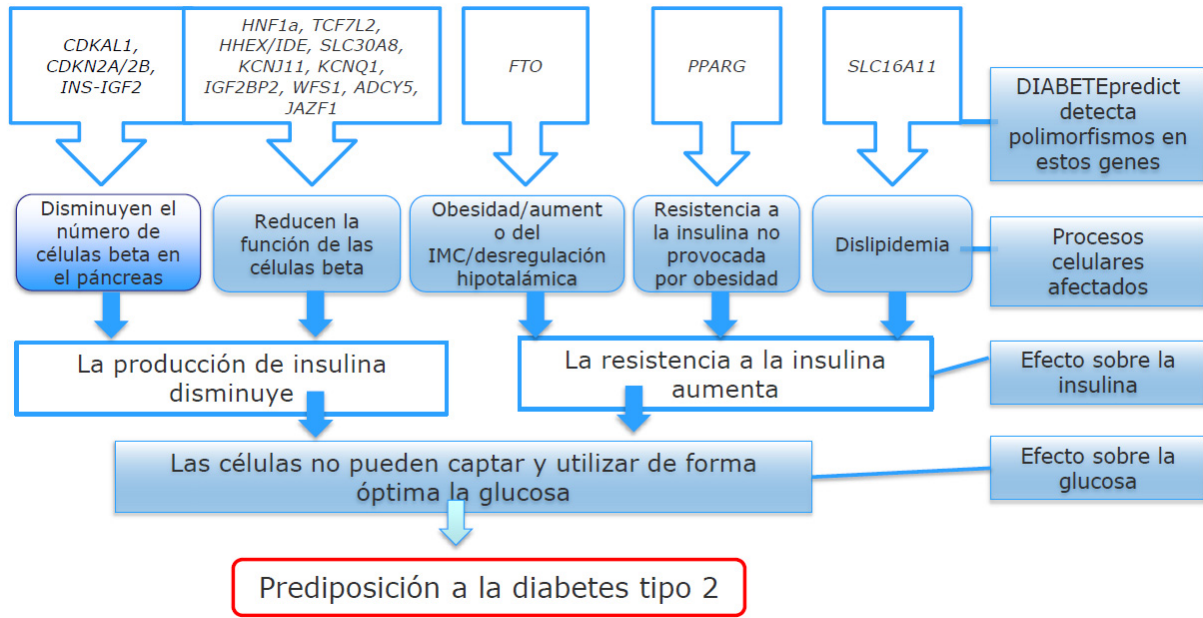 CDKAL1,
CDKN2A/2B,
INS-IGF2
HNF1a, TCF7L2,
HHEX/IDE, SLC30A8,
KCNJ11, KCNQ1,
IGF2BP2, WFS1, ADCY5,
JAZF1
FTO
PPARG
SLC16A11
DIABETEpredict
detecta
polimorfismos en
estos genes
Disminuyen el
número de
células beta en
el páncreas
Reducen la
función de las
células beta
Obesidad/aument
o del
IMC/desregulación
hipotalámica
Resistencia a
la insulina no
provocada
por obesidad
Dislipidemia
Procesos
celulares
afectados
La producción de insulina
disminuye
La resistencia a la insulina
aumenta
Efecto sobre la
insulina
Las células no pueden captar y utilizar de forma
óptima la glucosa
Efecto sobre la
glucosa
Prediposición a la diabetes tipo 2